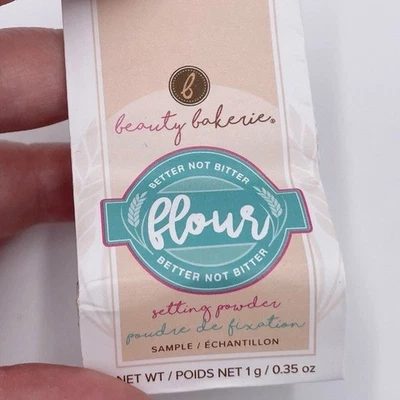 b
beauty bakerie®
BETTER NOT BITTER
flour
BETTER NOT BITTER
setting powder
poudre de fixation
SAMPLE / ÉCHANTILLON
NET WT / POIDS NET 1 g / 0.35 oz